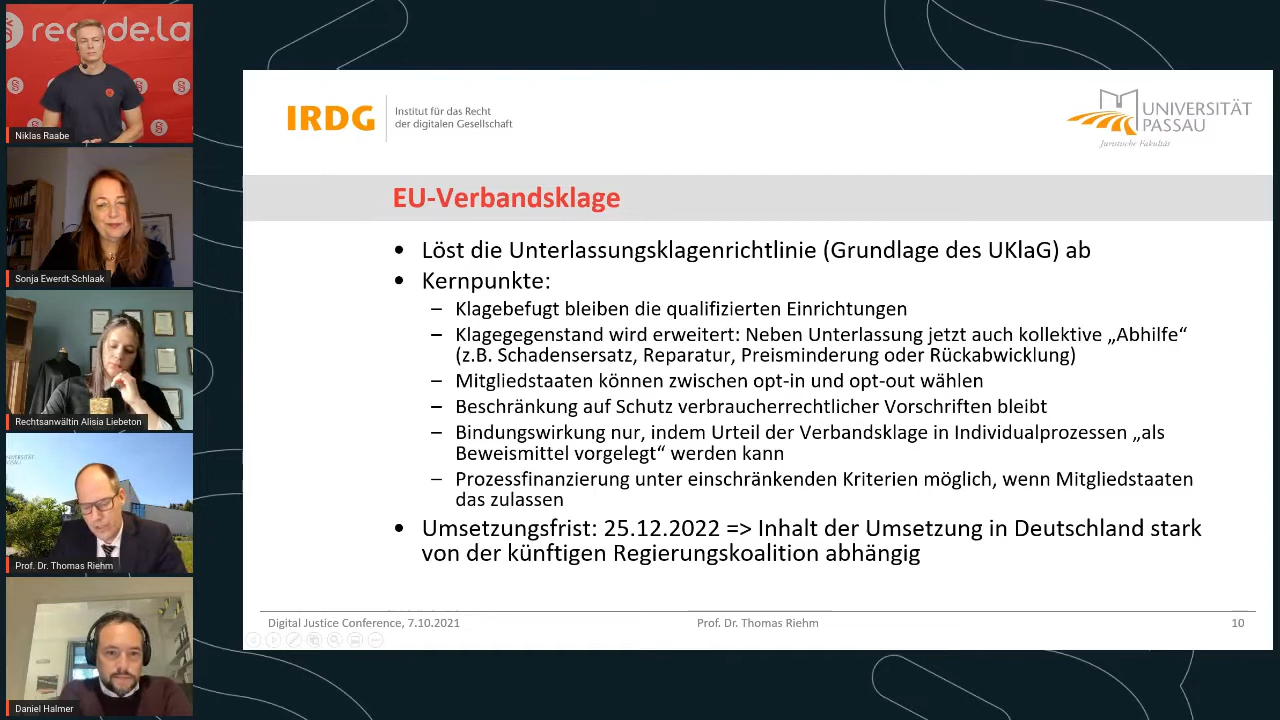 recode.la
Niklas Raabe
Sonja Ewerdt-Schlaak
Rechtsanwältin Alisia Liebeton
UNIVERSITÄT
PASSAU
Prof. Dr. Thomas Riehm
Daniel Halmer
IRDG
Institut für das Recht
der digitalen Gesellschaft
UNIVERSITÄT
PASSAU
Juristische Fakultät
EU-Verbandsklage
• Löst die Unterlassungsklagenrichtlinie (Grundlage des UKlaG) ab
• Kernpunkte:
– Klagebefugt bleiben die qualifizierten Einrichtungen
– Klagegegenstand wird erweitert: Neben Unterlassung jetzt auch kollektive „Abhilfe“
(z.B. Schadensersatz, Reparatur, Preisminderung oder Rückabwicklung)
– Mitgliedstaaten können zwischen opt-in und opt-out wählen
– Beschränkung auf Schutz verbraucherrechtlicher Vorschriften bleibt
– Bindungswirkung nur, indem Urteil der Verbandsklage in Individualprozessen „als
Beweismittel vorgelegt“ werden kann
– Prozessfinanzierung unter einschränkenden Kriterien möglich, wenn Mitgliedstaaten
das zulassen
• Umsetzungsfrist: 25.12.2022 => Inhalt der Umsetzung in Deutschland stark
von der künftigen Regierungskoalition abhängig
Digital Justice Conference, 7.10.2021
Prof. Dr. Thomas Riehm
10